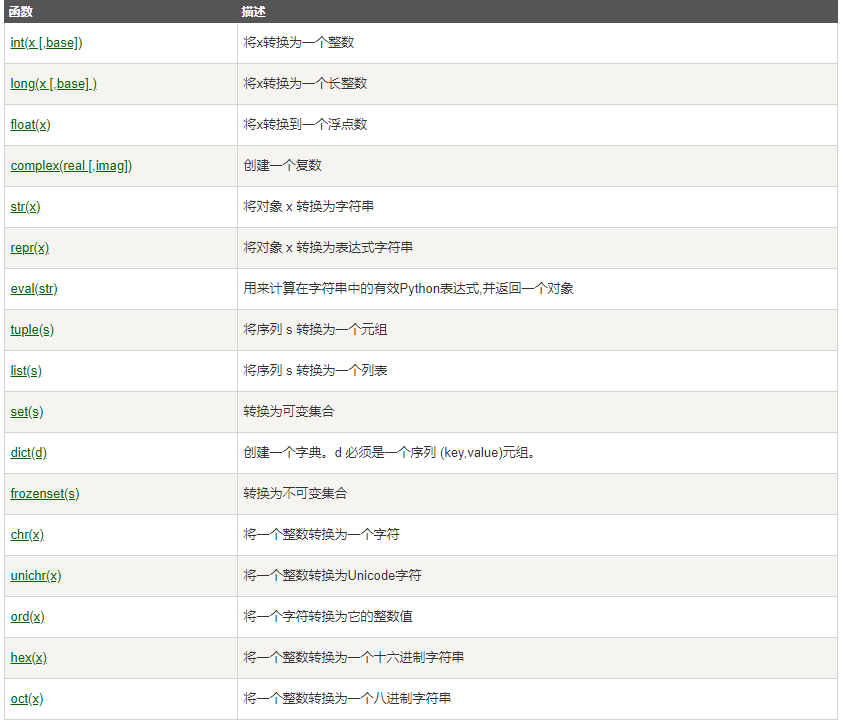 函数 描述
int(x [,base]) 将x转换为一个整数
long(x [,base] ) 将x转换为一个长整数
float(x) 将x转换到一个浮点数
complex(real [,imag]) 创建一个复数
str(x) 将对象 x 转换为字符串
repr(x) 将对象 x 转换为表达式字符串
eval(str) 用来计算在字符串中的有效Python表达式,并返回一个对象
tuple(s) 将序列 s 转换为一个元组
list(s) 将序列 s 转换为一个列表
set(s) 转换为可变集合
dict(d) 创建一个字典。d 必须是一个序列 (key,value)元组。
frozenset(s) 转换为不可变集合
chr(x) 将一个整数转换为一个字符
unichr(x) 将一个整数转换为Unicode字符
ord(x) 将一个字符转换为它的整数值
hex(x) 将一个整数转换为一个十六进制字符串
oct(x) 将一个整数转换为一个八进制字符串